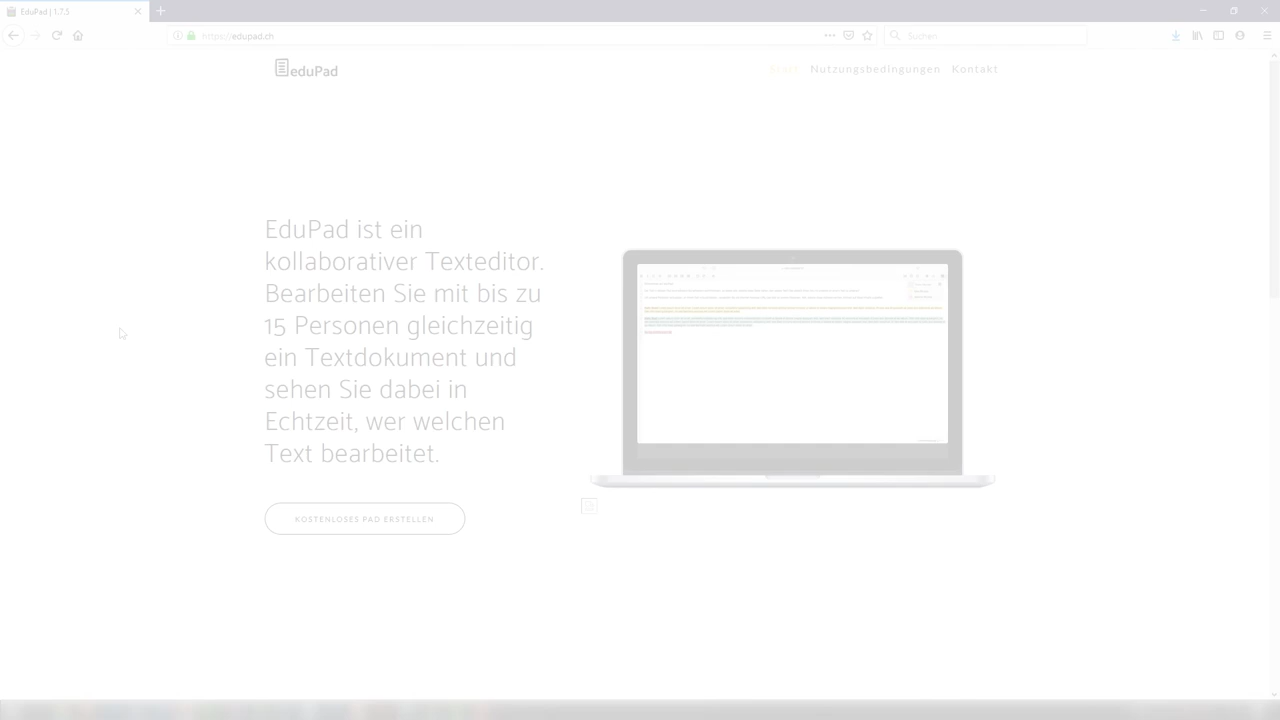 EduPad | 1.7.5
https://edupad.ch
Suchen
eduPad
Start Nutzungsbedingungen Kontakt
EduPad ist ein
kollaborativer Texteditor.
Bearbeiten Sie mit bis zu
15 Personen gleichzeitig
ein Textdokument und
sehen Sie dabei in
Echtzeit, wer welchen
Text bearbeitet.
KOSTENLOSES PAD ERSTELLEN